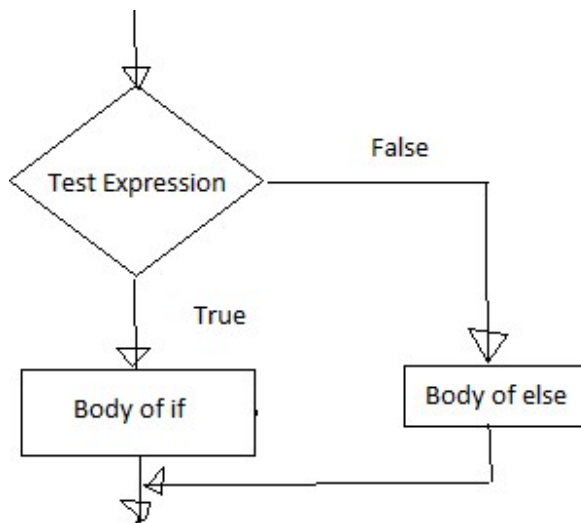 Test Expression
False
True
Body of if
Body of else